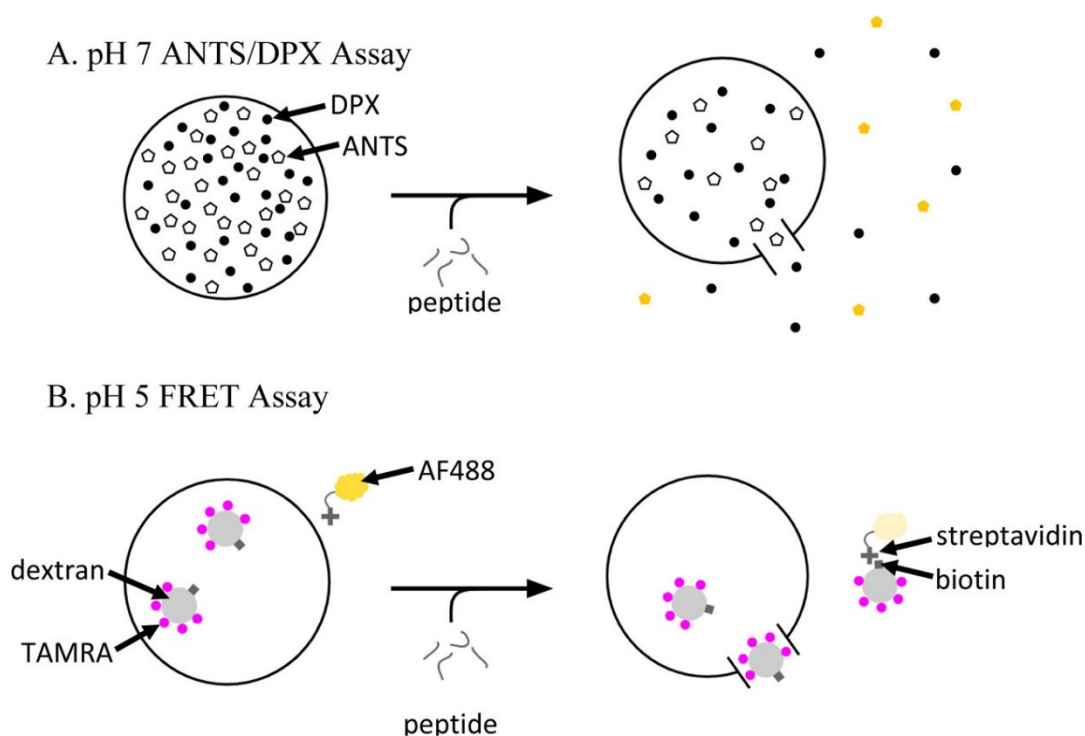 A. pH 7 ANTS/DPX Assay
DPX
ANTS
peptide
B. pH 5 FRET Assay
AF488
dextran
TAMRA
streptavidin
biotin
peptide